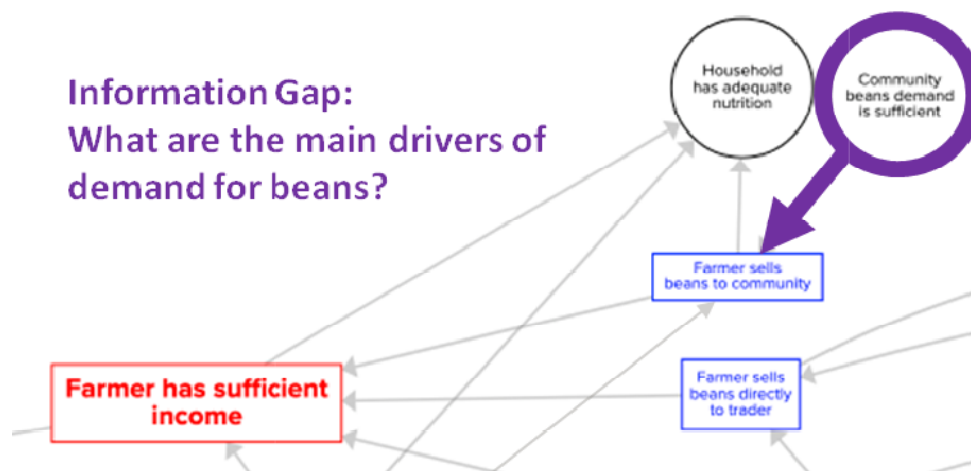 Information Gap:
What are the main drivers of
demand for beans?
Household
has adequate
nutrition
Community
beans demand
is sufficient
Farmer sells
beans to community
Farmer has sufficient
income
Farmer sells
beans directly
to trader